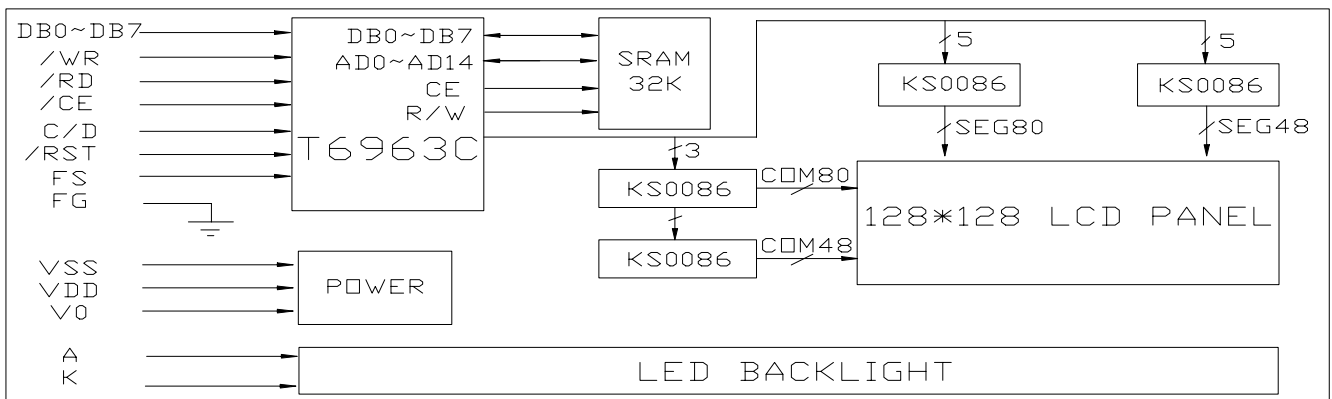 DB0~DB7
/WR
/RD
/CE
C/D
/RST
FS
FG
DB0~DB7
AD0~AD14
CE
R/W
T6963C
SRAM
32K
5
5
KS0086
KS0086
SEG80
SEG48
3
KS0086
COM80
KS0086
COM48
128*128 LCD PANEL
VSS
VDD
V0
POWER
A
K
LED BACKLIGHT